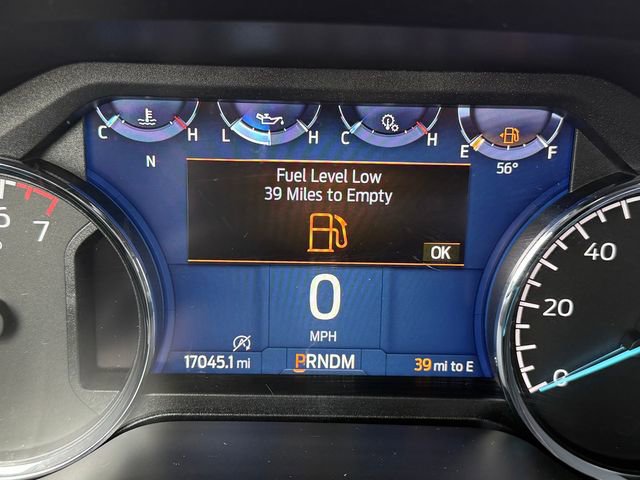 C H L H C H E F
N
56°
Fuel Level Low
39 Miles to Empty
OK
7
40
20
0
0
MPH
17045.1 mi
PRNDM
39 mi to E